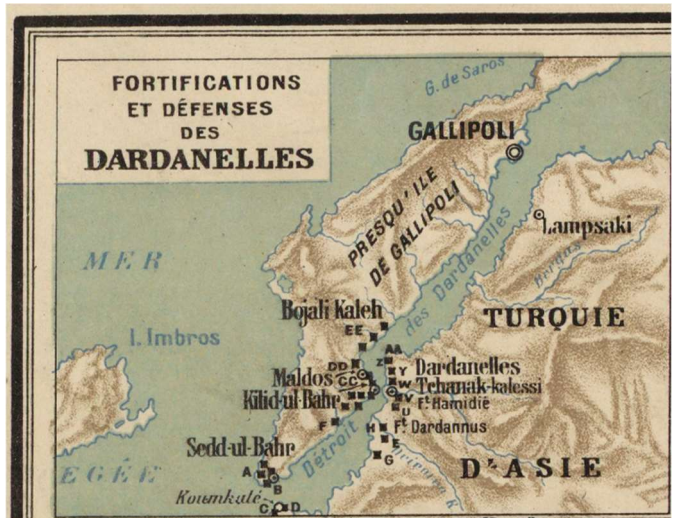 FORTIFICATIONS
ET DÉFENSES
DES
DARDANELLES
G. de Saros
GALLIPOLI
PRESQU'ILE
DE GALLIPOLI
Lampsaki
MER
des Dardanelles
Bojali Kaleh
TURQUIE
I. Imbros
EE
DD
Z
AA
Maldos
CC
Y
Dardanelles
W
Tchanak-kalessi
Kilid-ul-Bahr
V
Ft Hamidié
U
F
H
Ft Dardannus
Sedd-ul-Bahr
Détroit
E
G
EGÉE
A
B
D'ASIE
Koumkalé
C
D